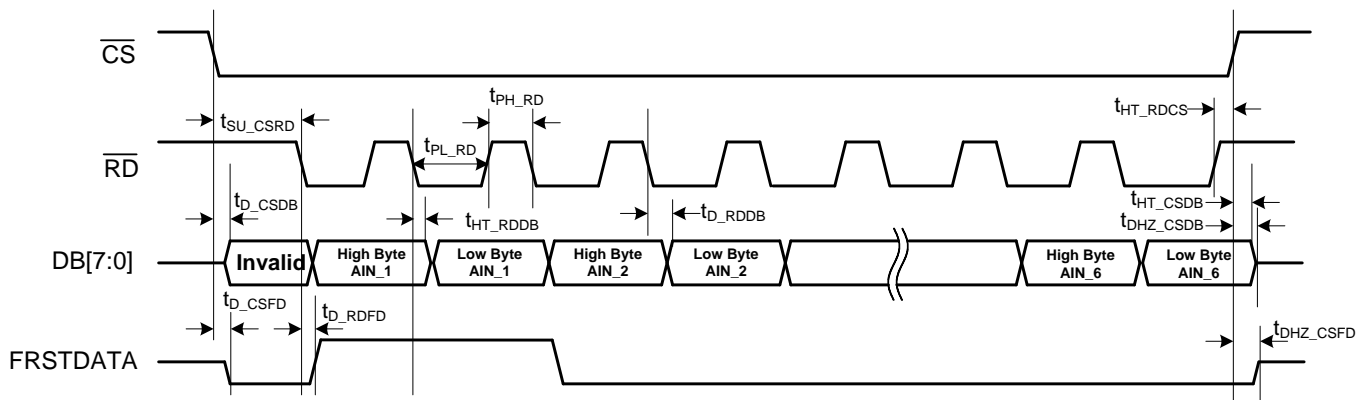 CS
tPH_RD
tHT_RDCS
tSU_CSRD
tPL_RD
RD
tD_CSDB
tHT_RDDB
tD_RDDB
tHT_CSDB
tDHZ_CSDB
DB[7:0]
Invalid
High Byte
AIN_1
Low Byte
AIN_1
High Byte
AIN_2
Low Byte
AIN_2
High Byte
AIN_6
Low Byte
AIN_6
tD_CSFD
tD_RDFD
tDHZ_CSFD
FRSTDATA